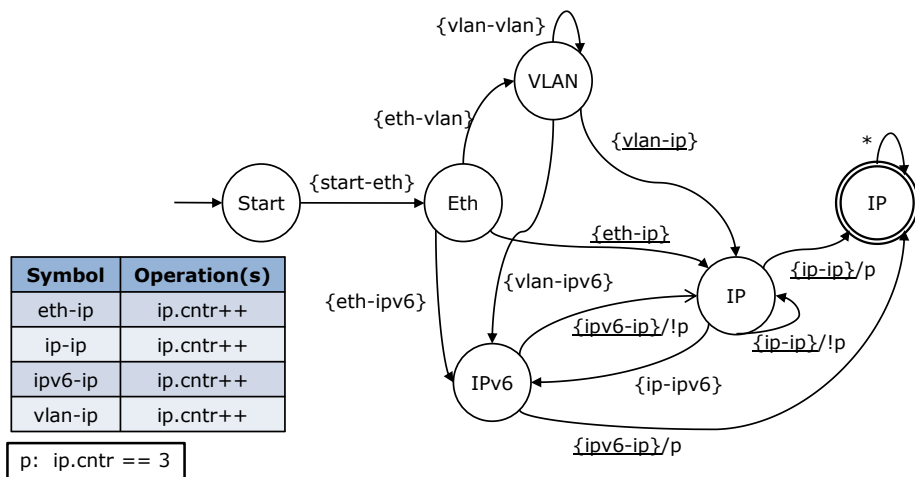 {vlan-vlan}
VLAN
{eth-vlan}
{vlan-ip}
*
{start-eth}
Start
Eth
IP
{eth-ip}
{ip-ip}/p
Symbol Operation(s)
eth-ip ip.cntr++
ip-ip ip.cntr++
ipv6-ip ip.cntr++
vlan-ip ip.cntr++
{eth-ipv6}
{vlan-ipv6}
IP
{ipv6-ip}/!p
{ip-ip}/!p
IPv6
{ip-ipv6}
{ipv6-ip}/p
p: ip.cntr == 3